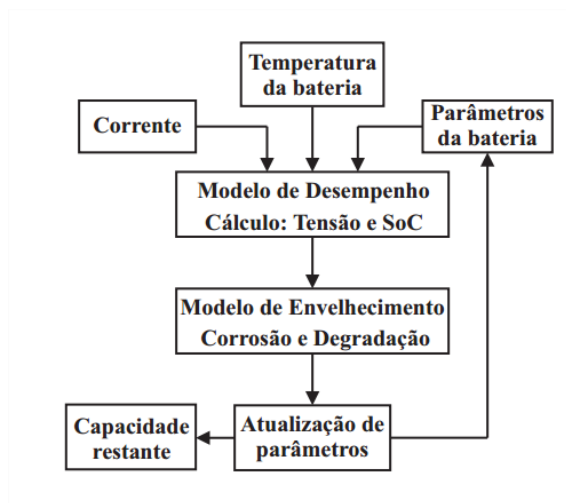 Temperatura
da bateria
Corrente
Parâmetros
da bateria
Modelo de Desempenho
Cálculo: Tensão e SoC
Modelo de Envelhecimento
Corrosão e Degradação
Capacidade
restante
Atualização de
parâmetros